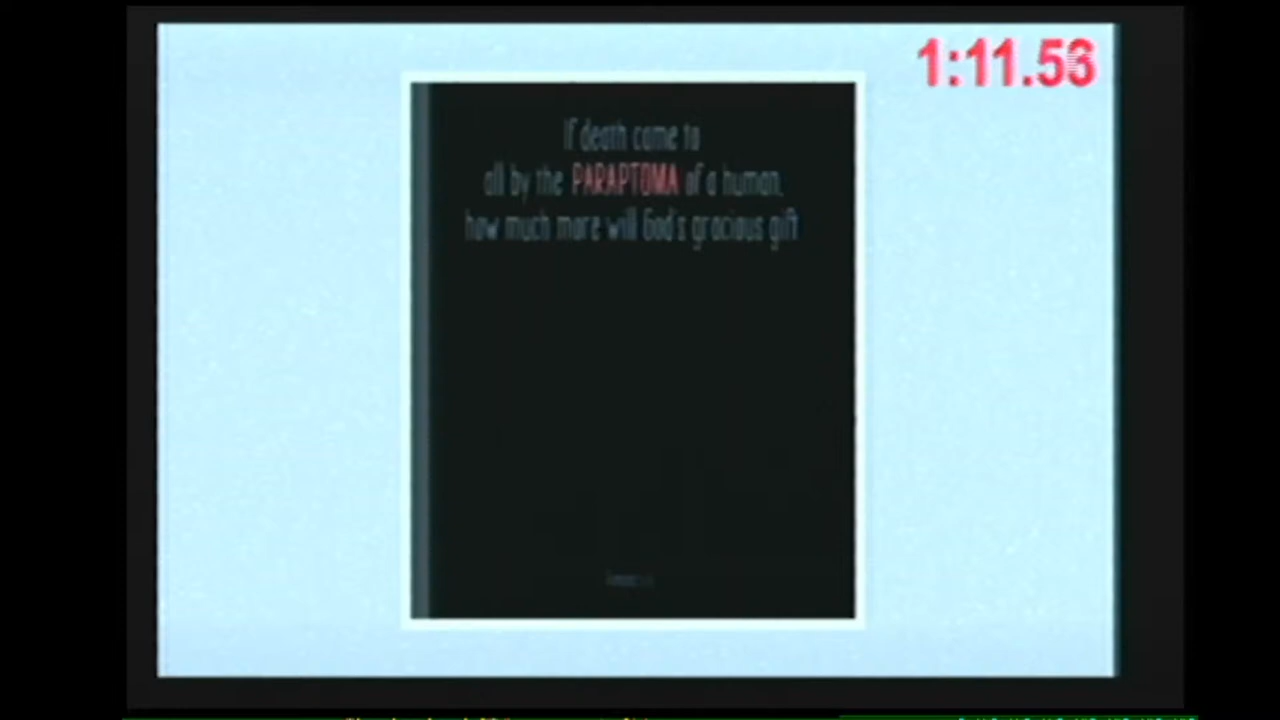 1:11.53
If death came to
all by the PARAPTOMA of a human,
how much more will God's gracious gift